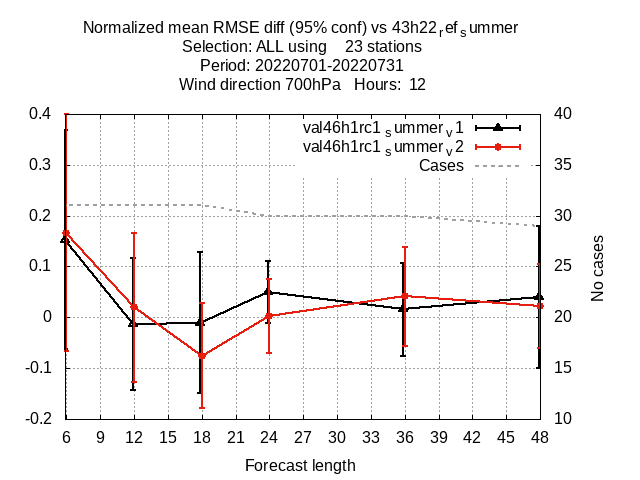 Normalized mean RMSE diff (95% conf) vs 43h22refsummer
Selection: ALL using 23 stations
Period: 20220701-20220731
Wind direction 700hPa Hours: 12
val46h1rc1summerv1
val46h1rc1summerv2
Cases
0.4
0.3
0.2
0.1
0
-0.1
-0.2
40
35
30
25
20
15
10
No cases
6 9 12 15 18 21 24 27 30 33 36 39 42 45 48
Forecast length